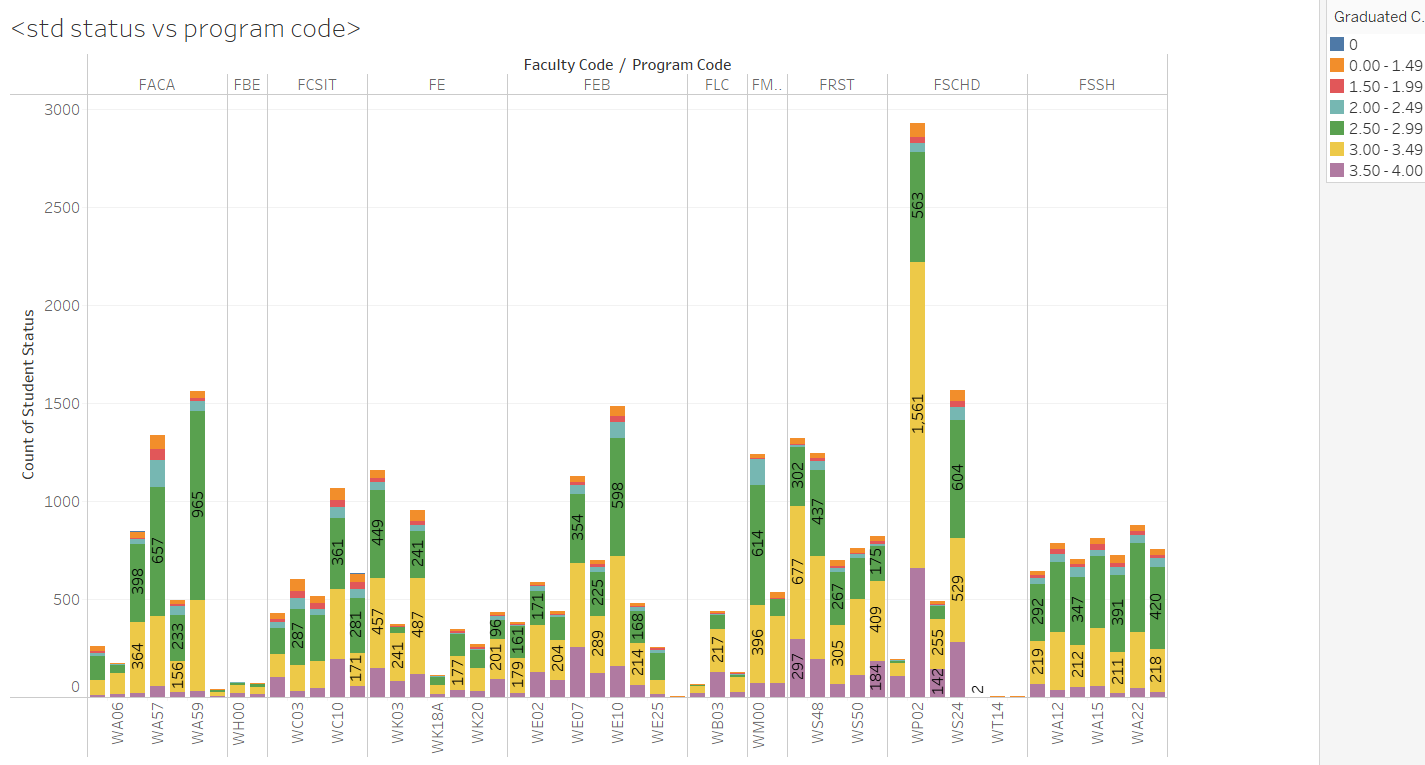 <std status vs program code>
Faculty Code / Program Code
FACA FBE FCSIT FE FEB FLC FM.. FRST FSCHD FSSH
Count of Student Status
3000
2500
2000
1500
1000
500
0
364 398 657 156 233 965
287 361 171 281
457 449 241 487 241 177 201 96
179 161 171 204 354 289 225 598 214 168
217
396 614
297 677 302 437 305 267 184 409 175
1,561 563 142 255 529 604 2
219 292 212 347 211 391 218 420
WA06 WA57 WA59 WH00 WC03 WC10 WK03 WK18A WK20 WE02 WE07 WE10 WE25 WB03 WM00 WS48 WS50 WP02 WS24 WT14 WA12 WA15 WA22
Graduated C.
0
0.00 - 1.49
1.50 - 1.99
2.00 - 2.49
2.50 - 2.99
3.00 - 3.49
3.50 - 4.00